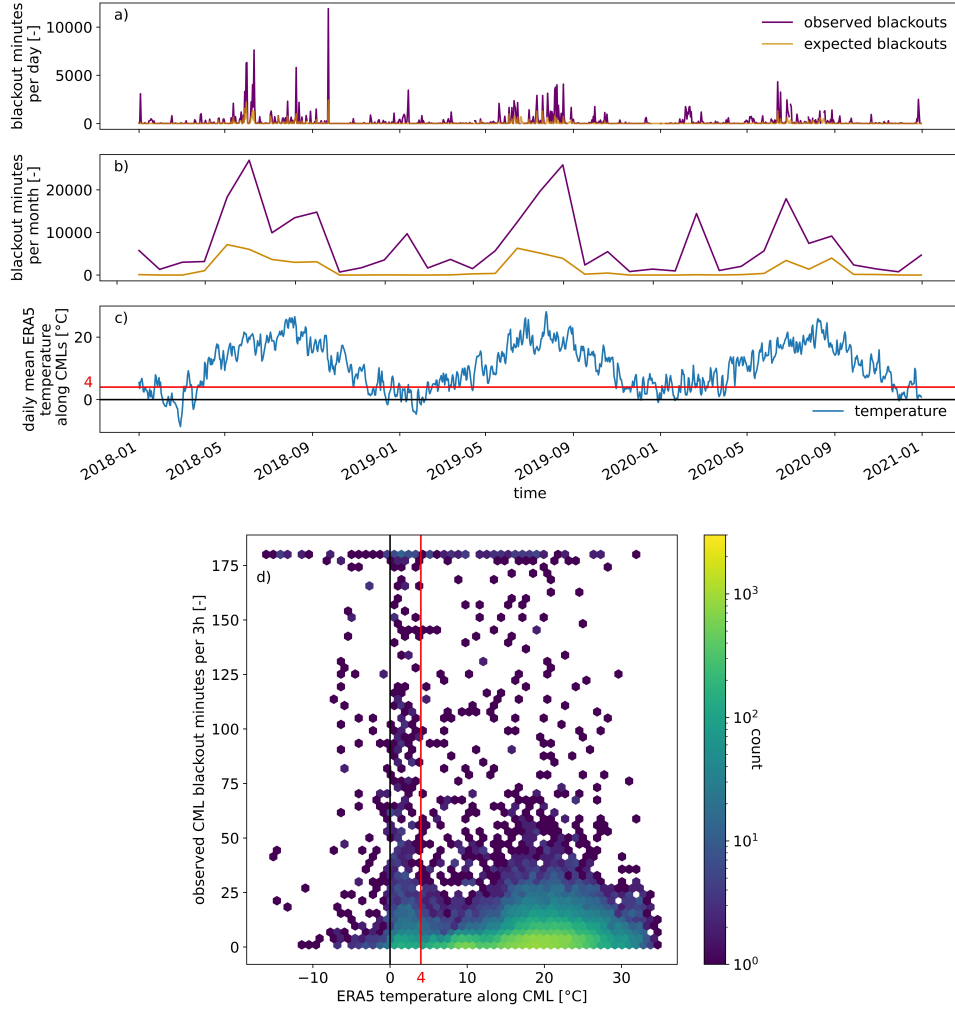 a)
blackout minutes
per day [-]
10000
5000
0
observed blackouts
expected blackouts
b)
blackout minutes
per month [-]
20000
10000
0
c)
daily mean ERA5
temperature
along CMLs [°C]
20
4
0
temperature
2018-01
2018-05
2018-09
2019-01
2019-05
2019-09
2020-01
2020-05
2020-09
2021-01
time
d)
observed CML blackout minutes per 3h [-]
175
150
125
100
75
50
25
0
−10
0
4
10
20
30
ERA5 temperature along CML [°C]
10³
10²
10¹
10⁰
count